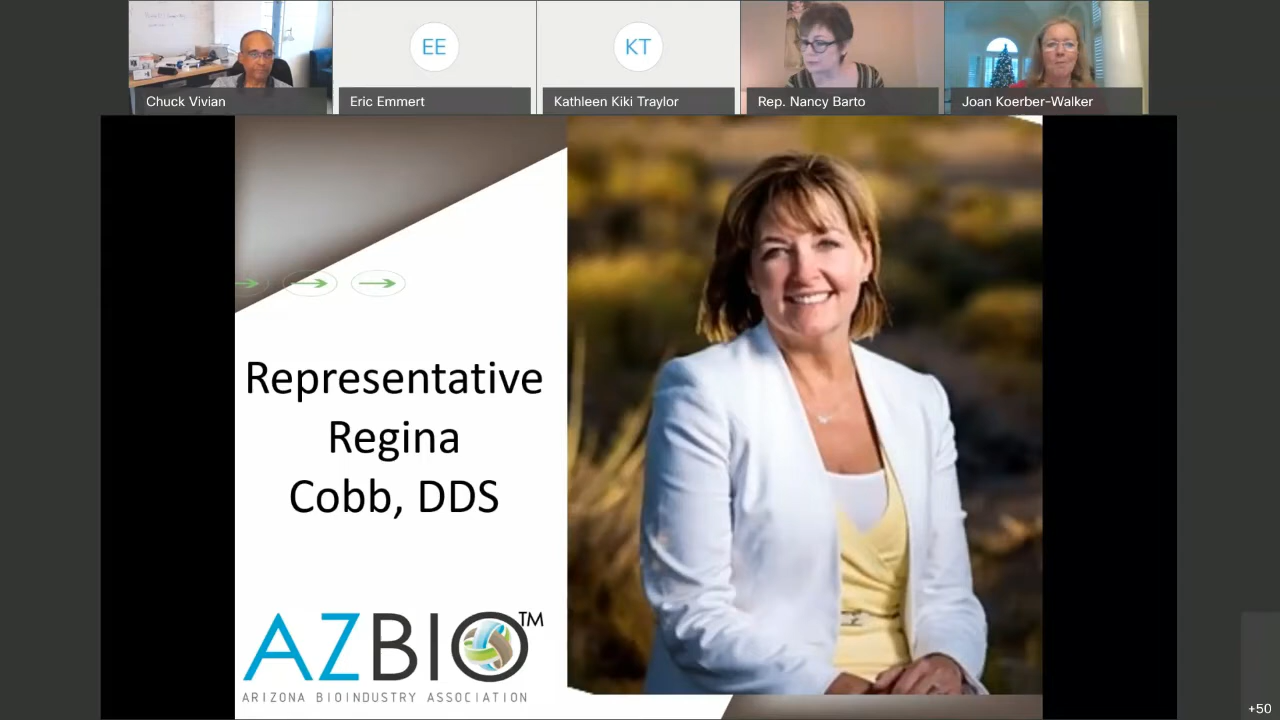 EE
KT
Chuck Vivian
Eric Emmert
Kathleen Kiki Traylor
Rep. Nancy Barto
Joan Koerber-Walker
Representative
Regina
Cobb, DDS
AZBIO™
ARIZONA BIOINDUSTRY ASSOCIATION
+50